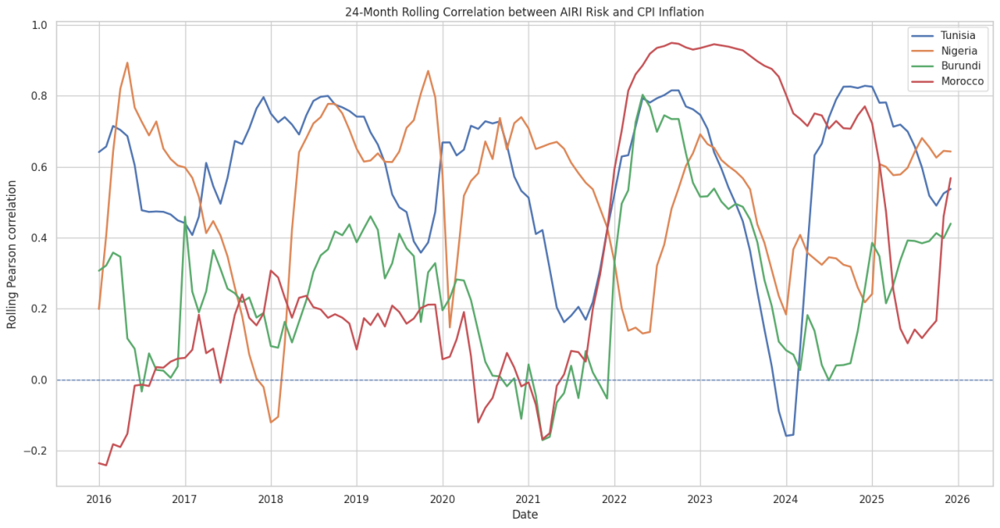 24-Month Rolling Correlation between AIRI Risk and CPI Inflation
Tunisia
Nigeria
Burundi
Morocco
Rolling Pearson correlation
1.0
0.8
0.6
0.4
0.2
0.0
−0.2
2016 2017 2018 2019 2020 2021 2022 2023 2024 2025 2026
Date